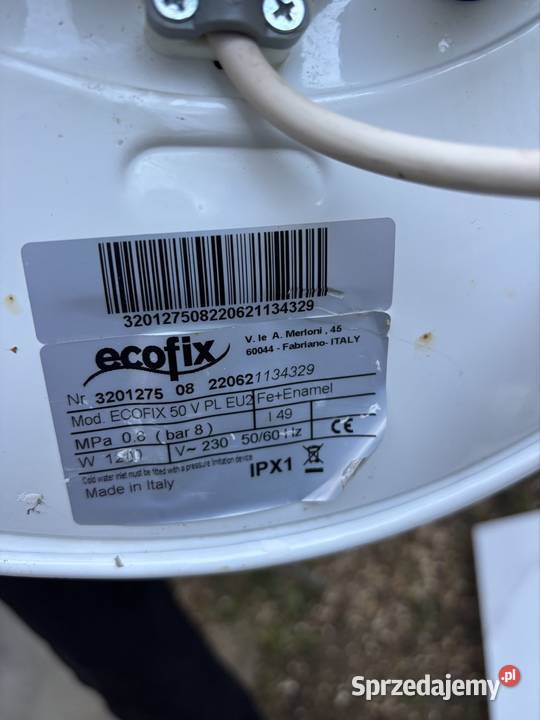 320127508220621134329
ecofix
V. le A. Merloni , 45
60044 - Fabriano- ITALY
Nr. 3201275 08 220621134329
Mod. ECOFIX 50 V PL EU2 Fe+Enamel
MPa 0.8 ( bar 8 ) l 49 CE
W 1200 V~ 230 50/60 Hz
Cold water inlet must be fitted with a pressure limitation device
IPX1
Made in Italy
Sprzedajemy.pl